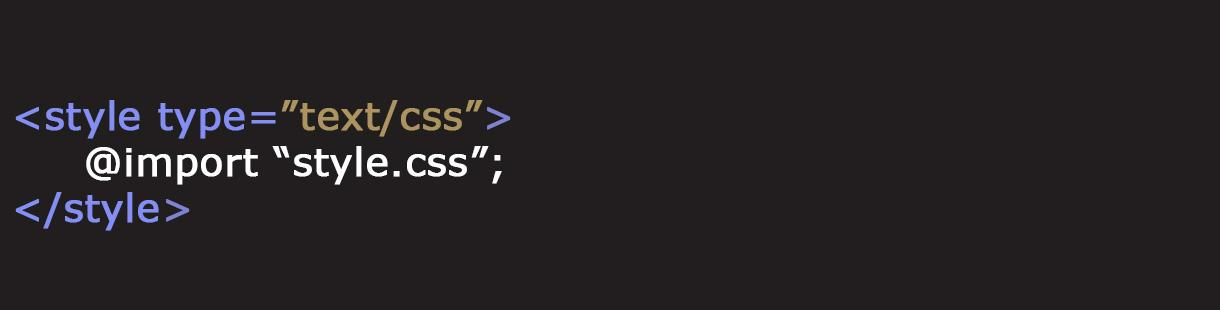 <style type=”text/css”>
@import “style.css”;
</style>